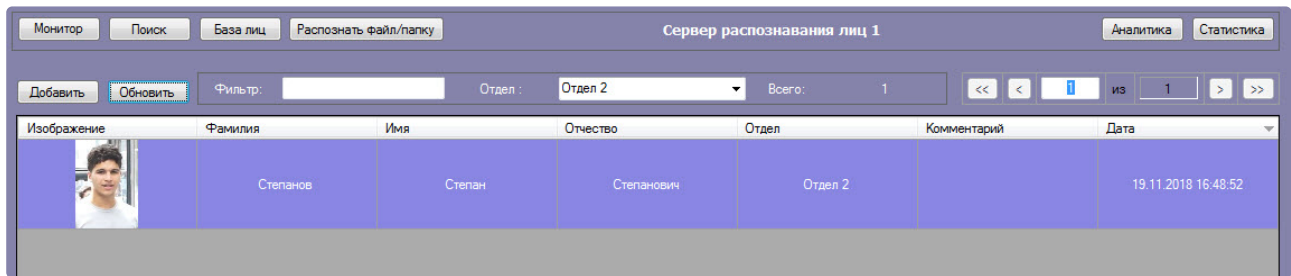 Монитор Поиск База лиц Распознать файл/папку Сервер распознавания лиц 1 Аналитика Статистика
Добавить Обновить Фильтр: Отдел : Отдел 2 Всего: 1 << < 1 из 1 > >>
Изображение Фамилия Имя Отчество Отдел Комментарий Дата
Степанов Степан Степанович Отдел 2 19.11.2018 16:48:52